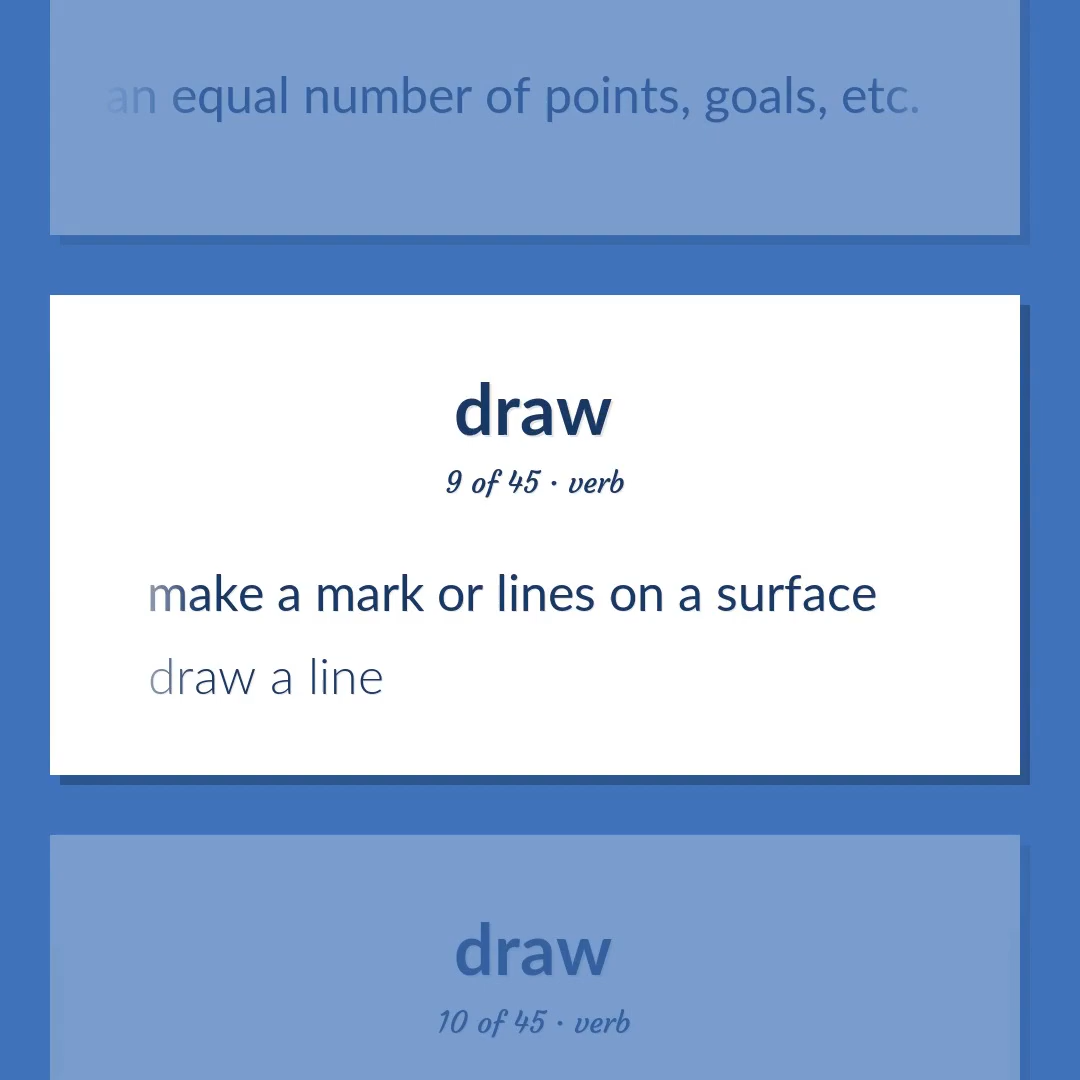 an equal number of points, goals, etc.
draw
9 of 45 · verb
make a mark or lines on a surface
draw a line
draw
10 of 45 · verb